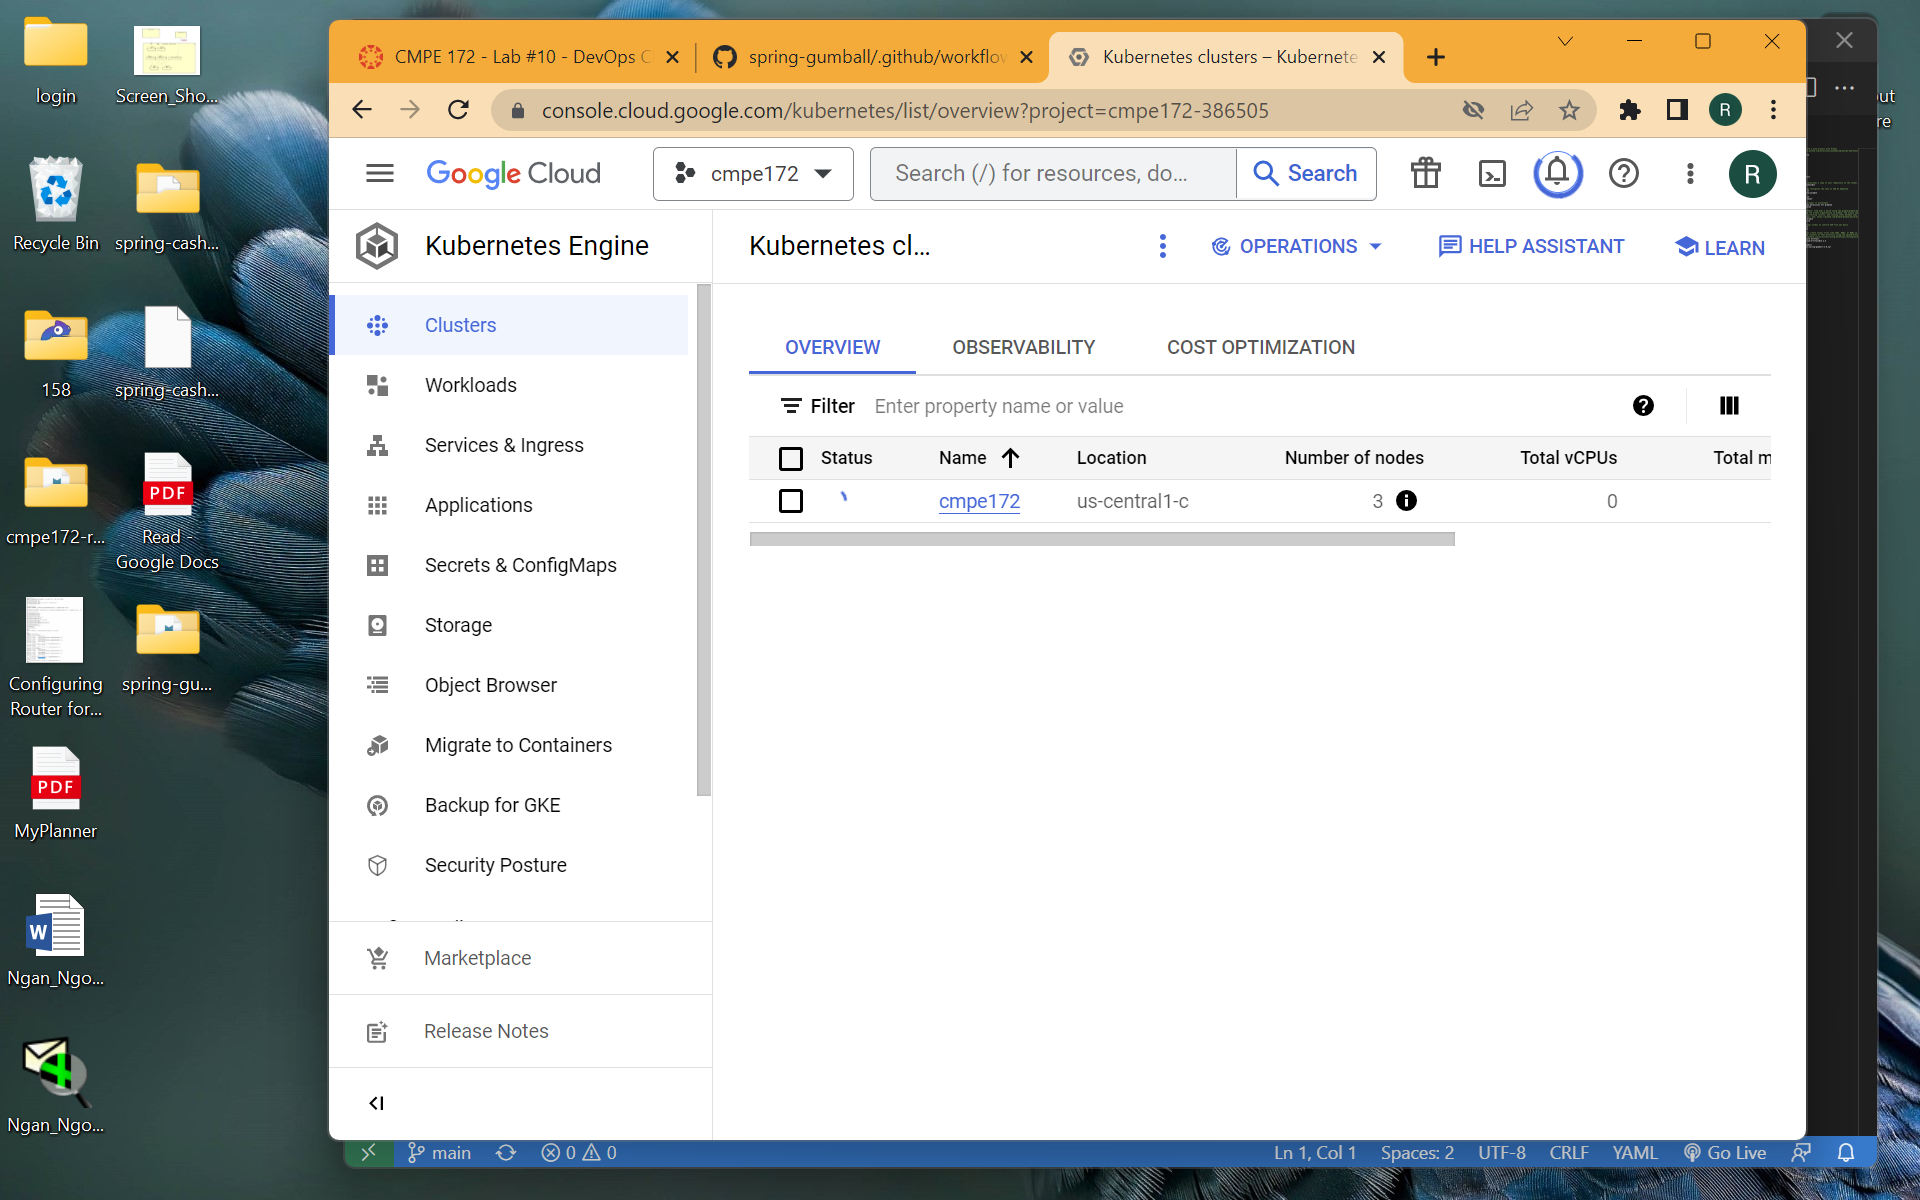 login
Screen_Sho...
Recycle Bin
spring-cash...
158
spring-cash...
cmpe172-r...
PDF
Read -
Google Docs
Configuring
Router for...
spring-gu...
PDF
MyPlanner
W
Ngan_Ngo...
Ngan_Ngo...
CMPE 172 - Lab #10 - DevOps C
spring-gumball/.github/workflow
Kubernetes clusters – Kubernete
console.cloud.google.com/kubernetes/list/overview?project=cmpe172-386505
R
Google Cloud
cmpe172
Search (/) for resources, do...
Search
R
Kubernetes Engine
Kubernetes cl...
OPERATIONS
HELP ASSISTANT
LEARN
Clusters
Workloads
Services & Ingress
Applications
Secrets & ConfigMaps
Storage
Object Browser
Migrate to Containers
Backup for GKE
Security Posture
Marketplace
Release Notes
OVERVIEW
OBSERVABILITY
COST OPTIMIZATION
Filter
Enter property name or value
Status
Name
Location
Number of nodes
Total vCPUs
Total m
cmpe172
us-central1-c
3
0
main
0
0
Ln 1, Col 1
Spaces: 2
UTF-8
CRLF
YAML
Go Live